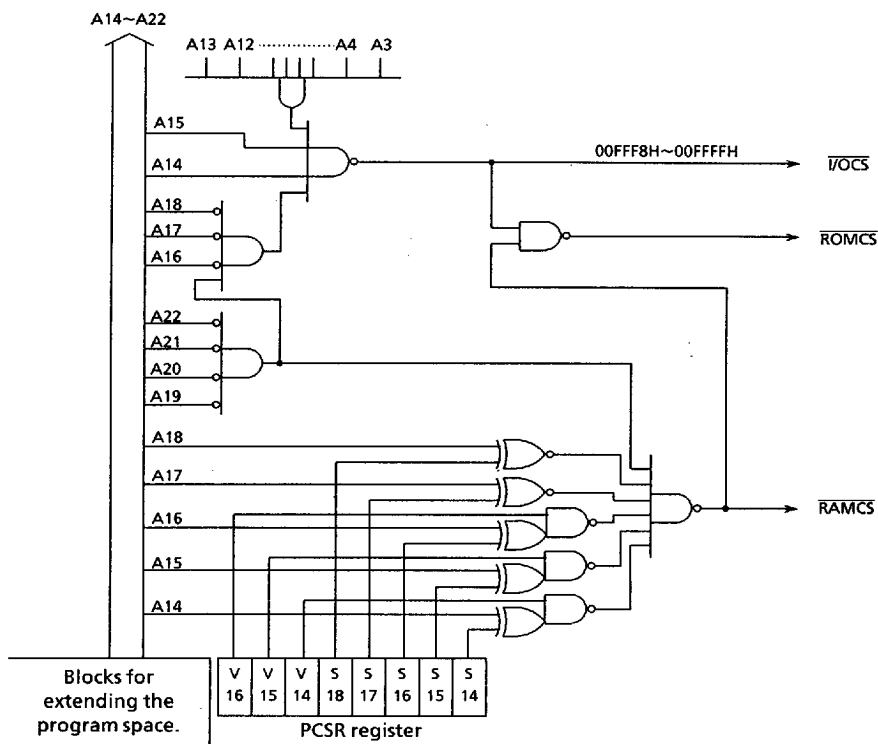 A14~A22
A13 A12 ........... A4 A3
A15
00FFF8H~00FFFFH
I/OCS
A14
A18
A17
ROMCS
A16
A22
A21
A20
A19
A18
A17
RAMCS
A16
A15
A14
Blocks for
extending the
program space.
V V V S S S S S
16 15 14 18 17 16 15 14
PCSR register